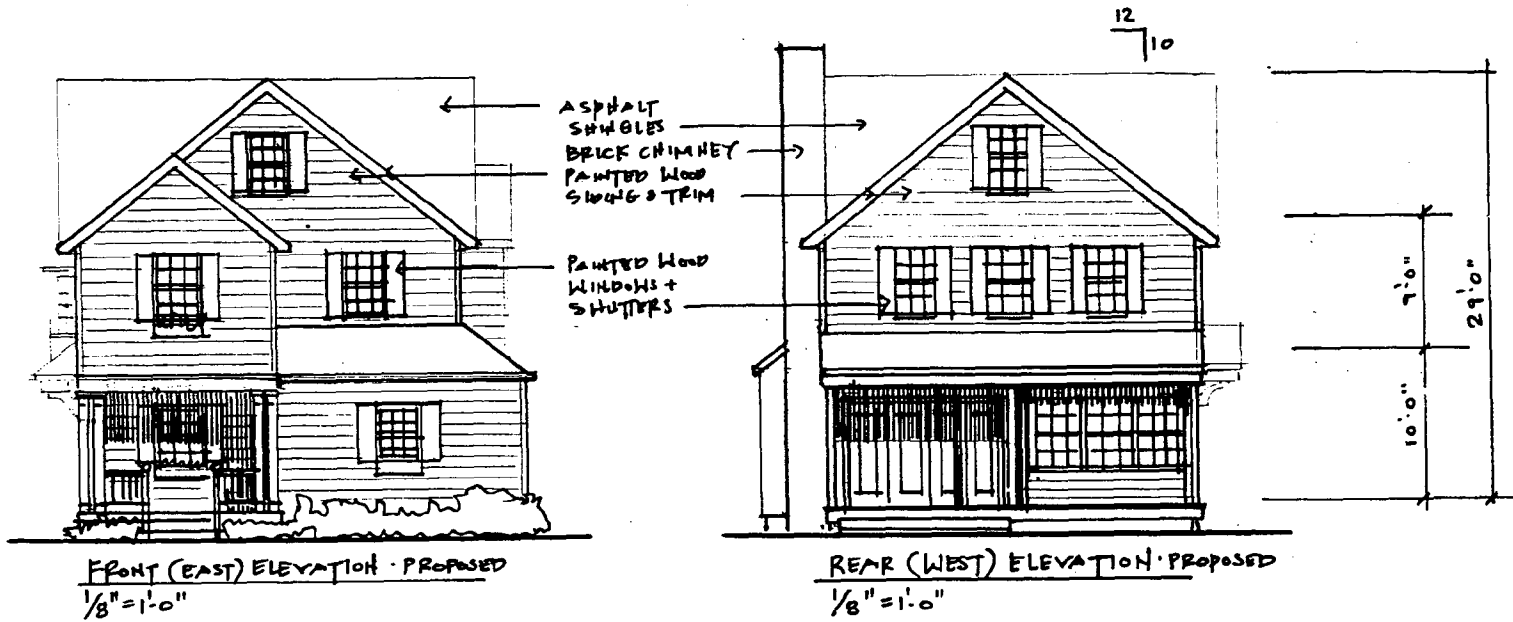 12
10
ASPHALT
SHINGLES
BRICK CHIMNEY
PAINTED WOOD
SIDING & TRIM
PAINTED WOOD
WINDOWS +
SHUTTERS
9'-0"
29'-0"
10'-0"
FRONT (EAST) ELEVATION · PROPOSED
1/8" = 1'-0"
REAR (WEST) ELEVATION · PROPOSED
1/8" = 1'-0"